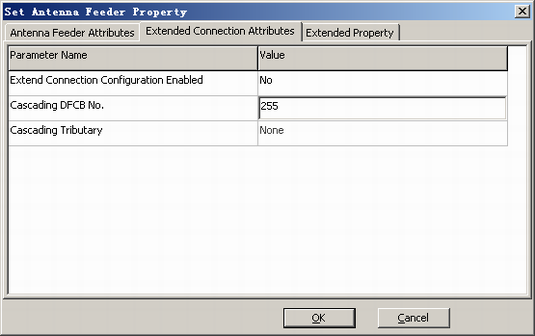 Set Antenna Feeder Property
Antenna Feeder Attributes Extended Connection Attributes Extended Property
Parameter Name Value
Extend Connection Configuration Enabled No
Cascading DFCB No. 255
Cascading Tributary None
OK Cancel